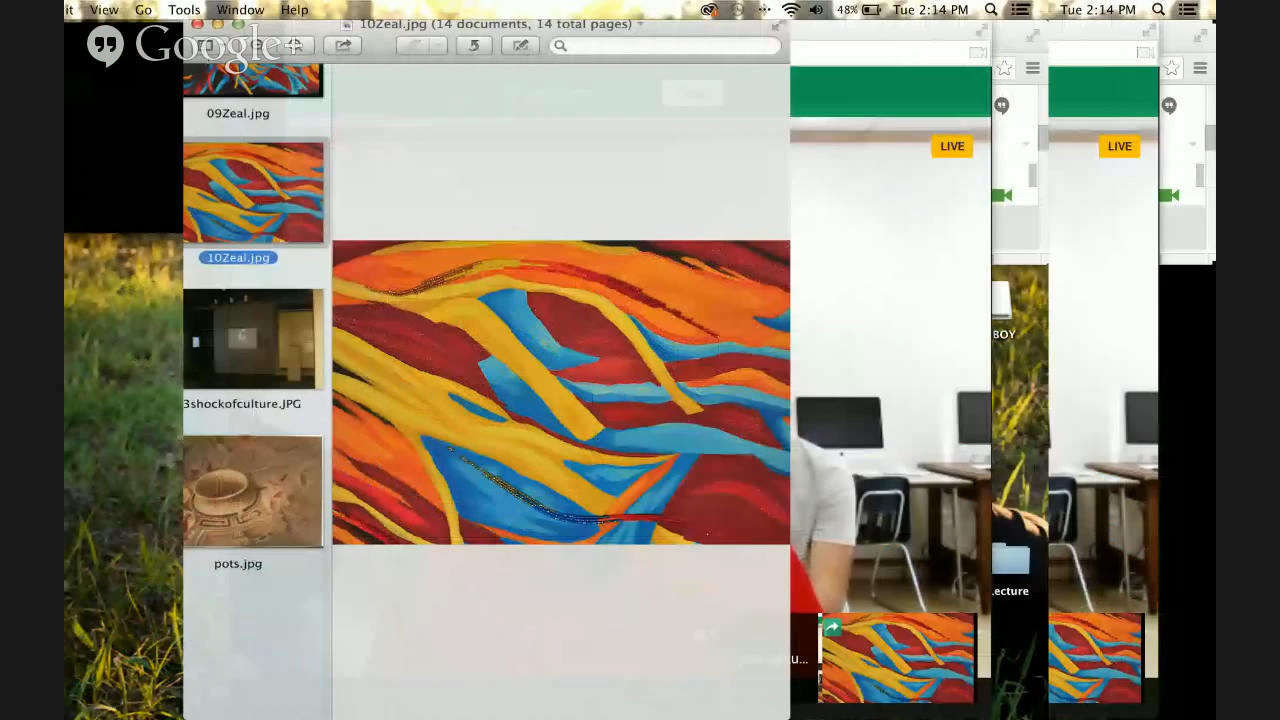 it View Go Tools Window Help 48% Tue 2:14 PM Tue 2:14 PM
10Zeal.jpg (14 documents, 14 total pages)
Google+
09Zeal.jpg
LIVE
LIVE
10Zeal.jpg
BOY
3shockofculture.JPG
pots.jpg
ecture
u...